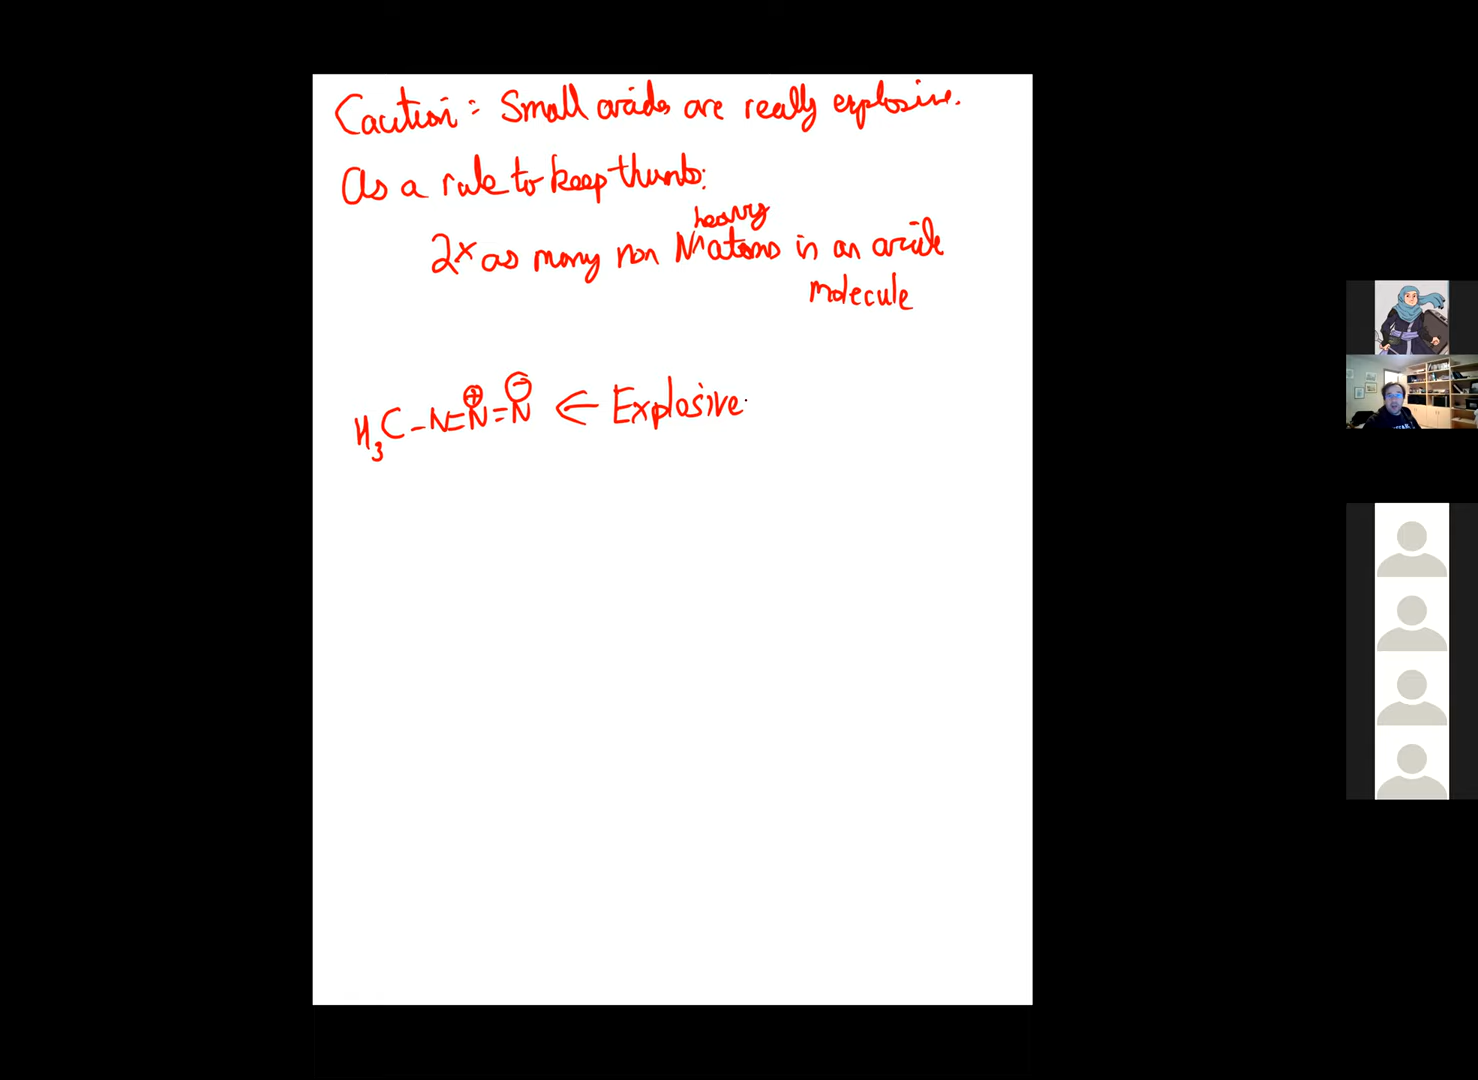 Caution: Small azides are really explosive.
As a rule to keep thumb:
heavy
2x as many non N^atoms in an azide
molecule
H3C-N=N⊕=N⊖ ⇐ Explosive